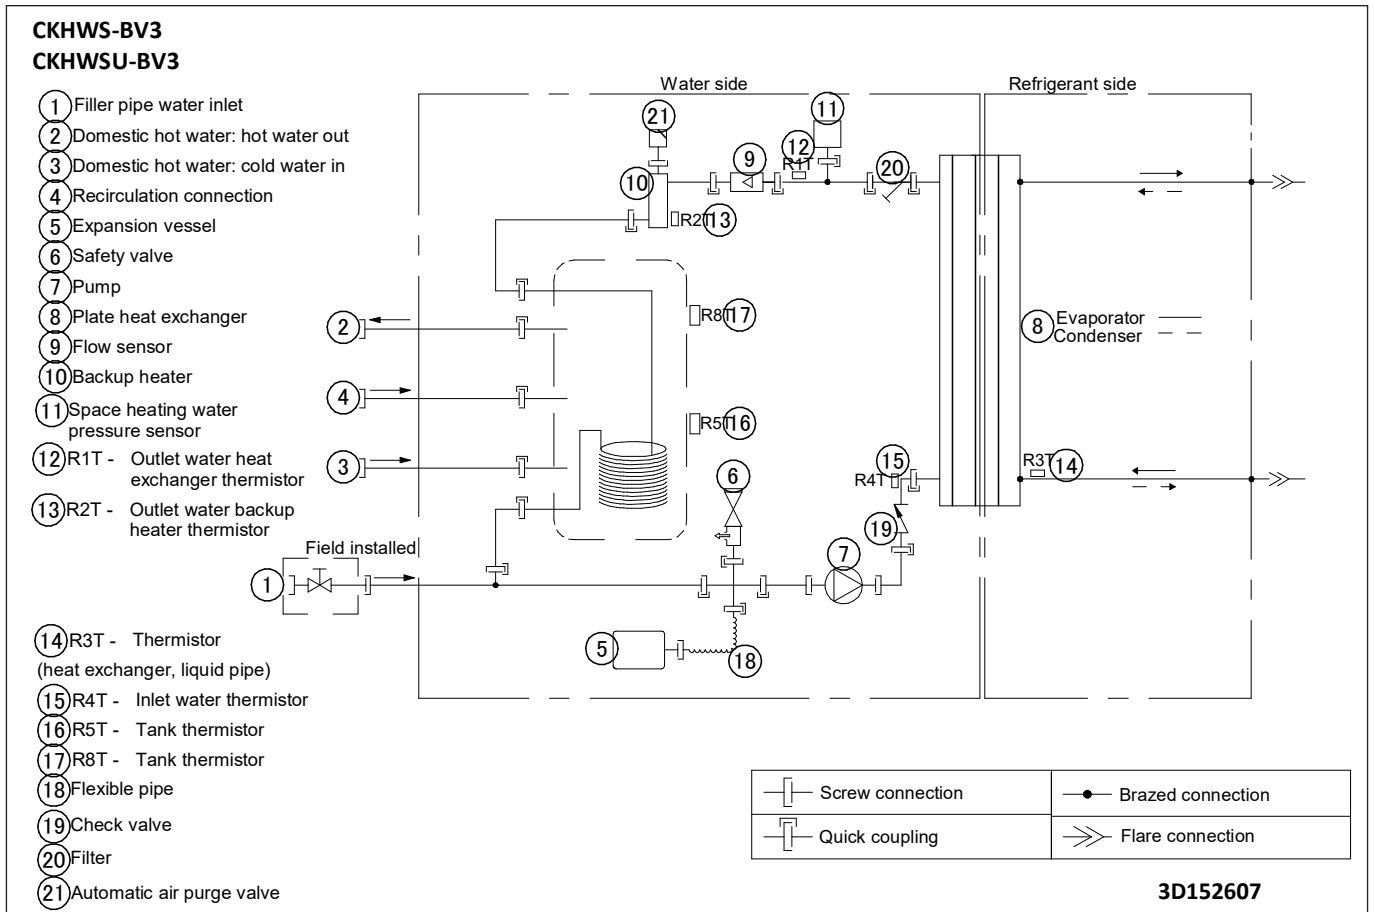 CKHWS-BV3
CKHWSU-BV3
1 Filler pipe water inlet
2 Domestic hot water: hot water out
3 Domestic hot water: cold water in
4 Recirculation connection
5 Expansion vessel
6 Safety valve
7 Pump
8 Plate heat exchanger
9 Flow sensor
10 Backup heater
11 Space heating water
pressure sensor
12 R1T - Outlet water heat
exchanger thermistor
13 R2T - Outlet water backup
heater thermistor
14 R3T - Thermistor
(heat exchanger, liquid pipe)
15 R4T - Inlet water thermistor
16 R5T - Tank thermistor
17 R8T - Tank thermistor
18 Flexible pipe
19 Check valve
20 Filter
21 Automatic air purge valve
Water side
Refrigerant side
21
11
12
R1T
9
20
10
R2T 13
R8T 17
2
8 Evaporator
Condenser
4
R5T 16
3
6
15
R4T
R3T 14
19
Field installed
1
7
5
18
Screw connection
Brazed connection
Quick coupling
Flare connection
3D152607